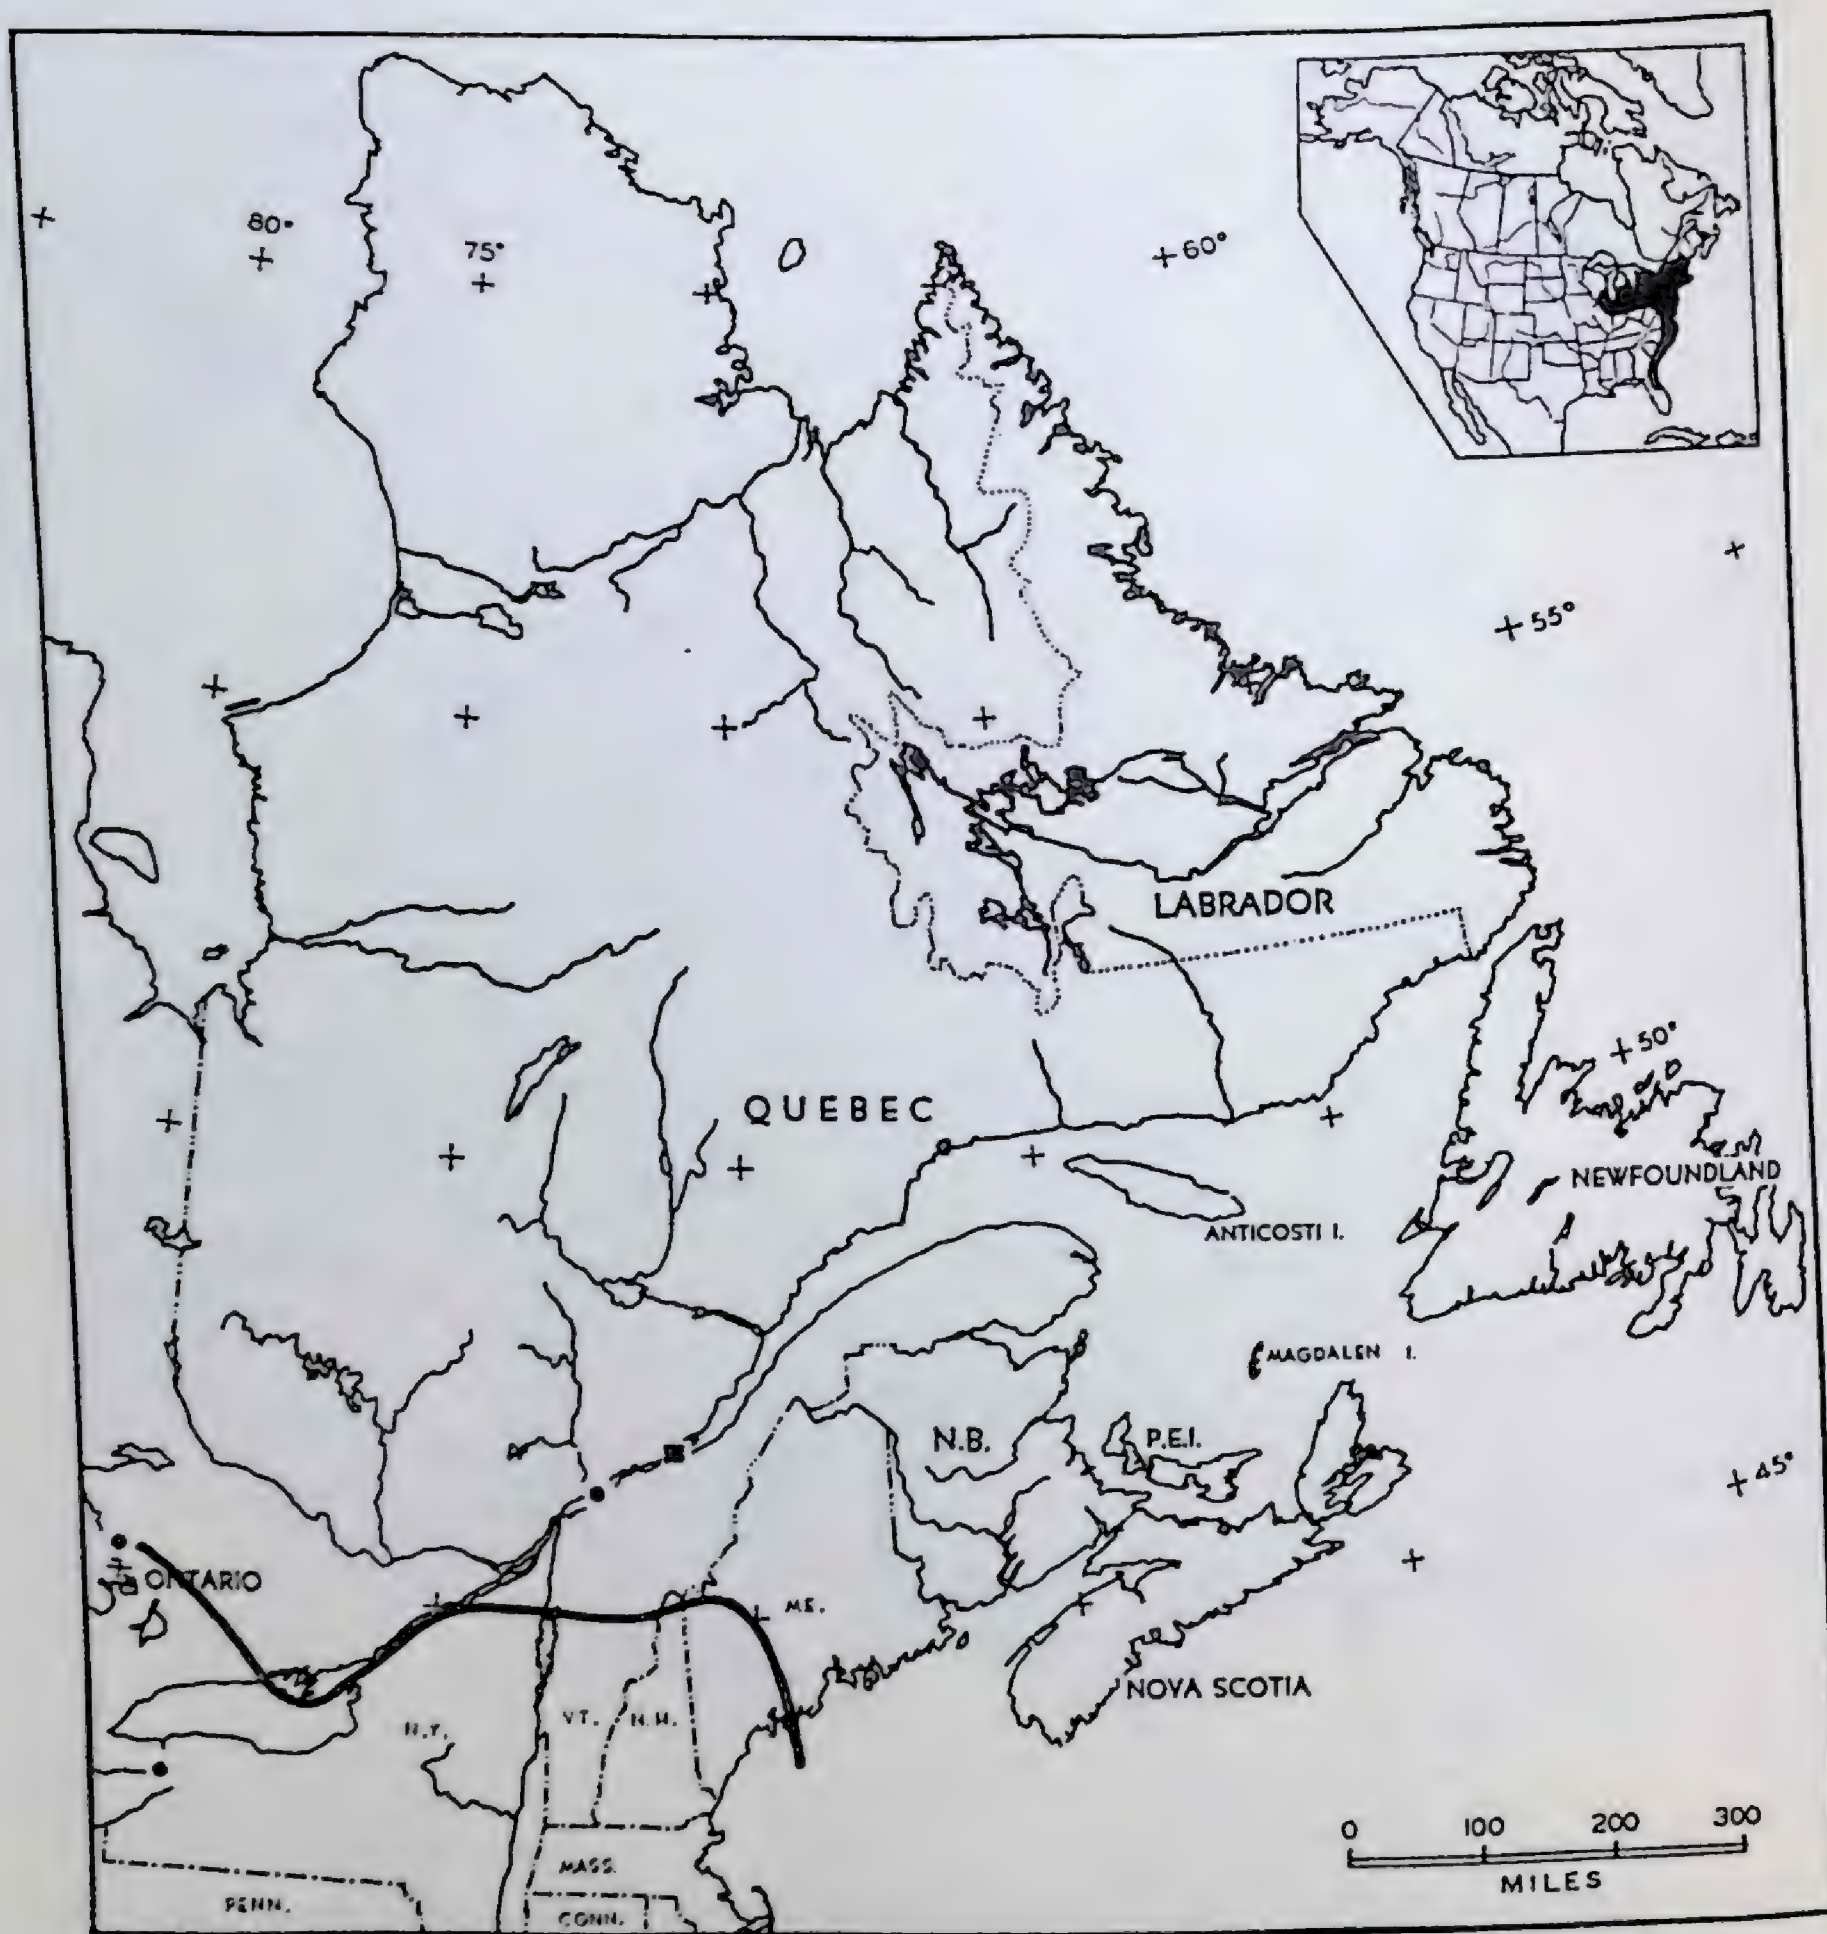 80°
75°
60°
55°
LABRADOR
50°
QUEBEC
NEWFOUNDLAND
ANTICOSTI I.
MAGDALEN I.
N.B.
P.E.I.
45°
ONTARIO
ME.
NOVA SCOTIA
N.Y.
VT.
N.H.
0 100 200 300
MILES
MASS.
PENN.
CONN.